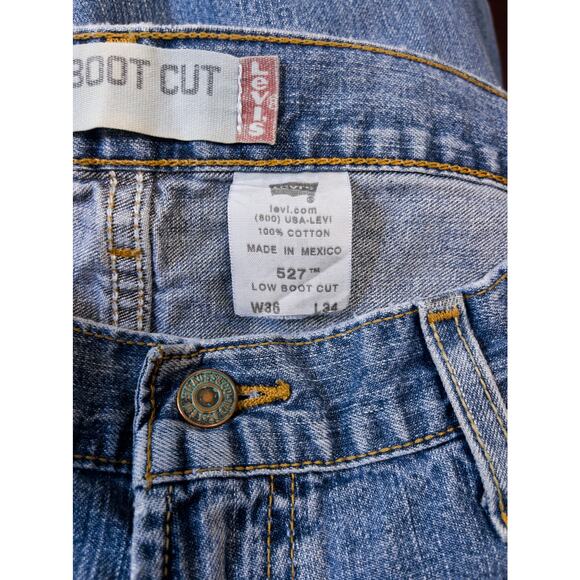 BOOT CUT
Levi's
®
LEVI'S
levi.com
(800) USA-LEVI
100% COTTON
MADE IN MEXICO
527™
LOW BOOT CUT
W36 L34